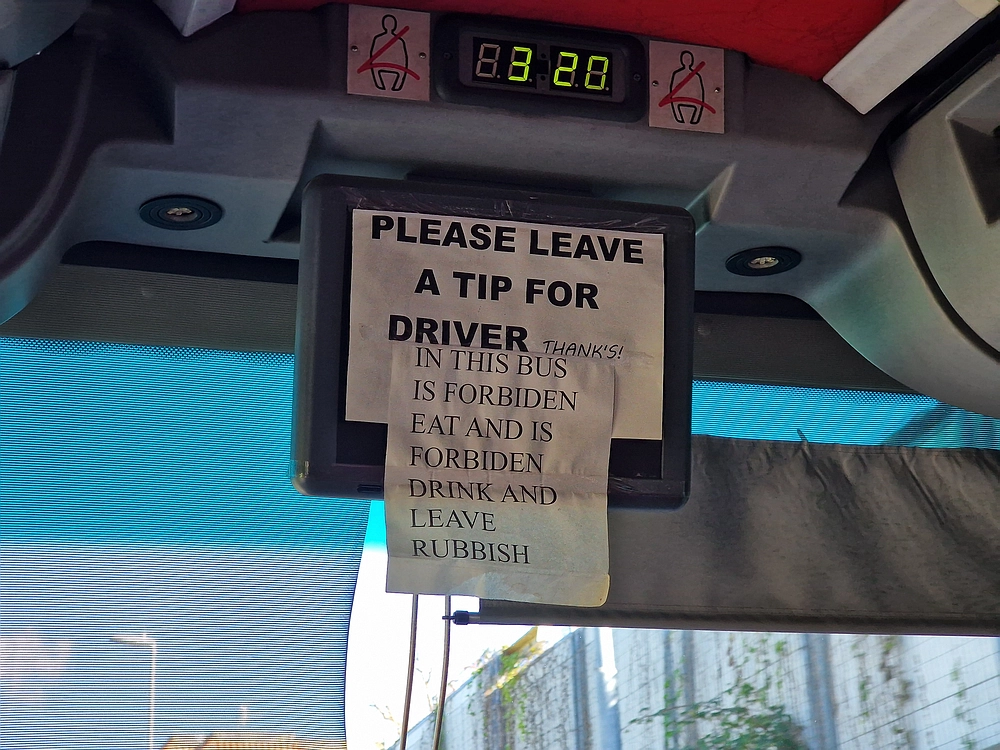 3 20
PLEASE LEAVE
A TIP FOR
DRIVER THANK'S!
IN THIS BUS
IS FORBIDEN
EAT AND IS
FORBIDEN
DRINK AND
LEAVE
RUBBISH